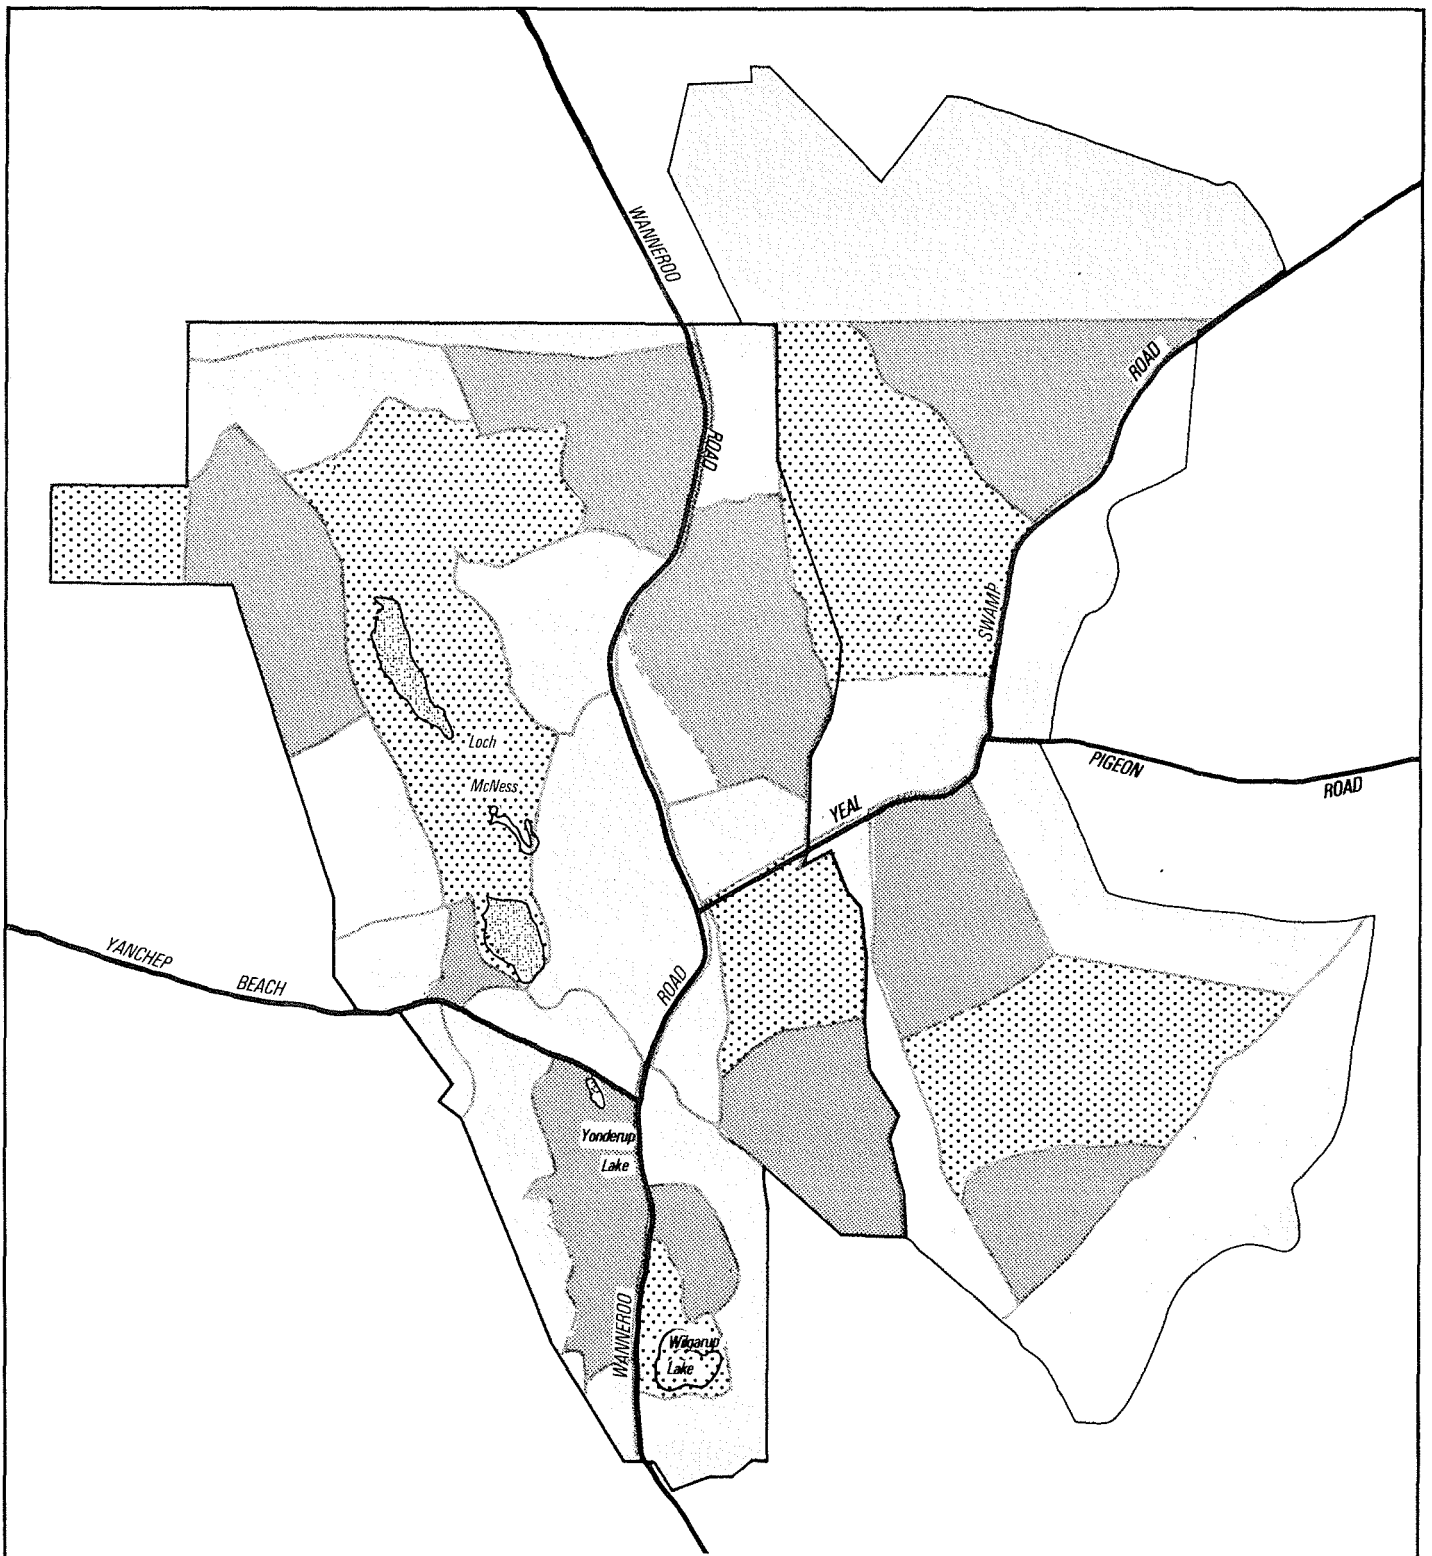 WANNEROO
ROAD
ROAD
SWAMP
Loch
McNess
PIGEON
ROAD
YEAL
YANCHEP
BEACH
ROAD
Yonderup
Lake
WANNEROO
Wilgarup
Lake